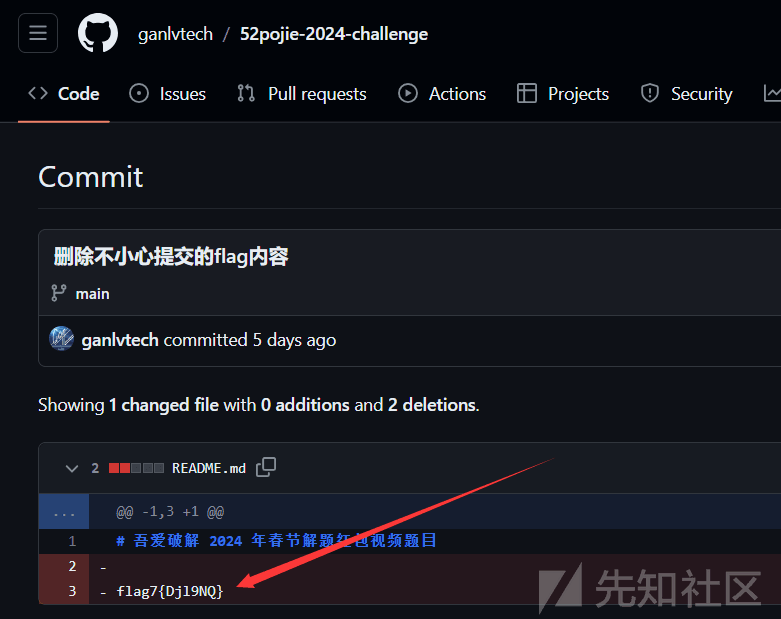 ganlvtech / 52pojie-2024-challenge
Code Issues Pull requests Actions Projects Security
Commit
删除不小心提交的flag内容
main
ganlvtech committed 5 days ago
Showing 1 changed file with 0 additions and 2 deletions.
2 README.md
... @@ -1,3 +1 @@
1 # 吾爱破解 2024 年春节解题红包视频题目
2 -
3 - flag7{Djl9NQ}
先知社区